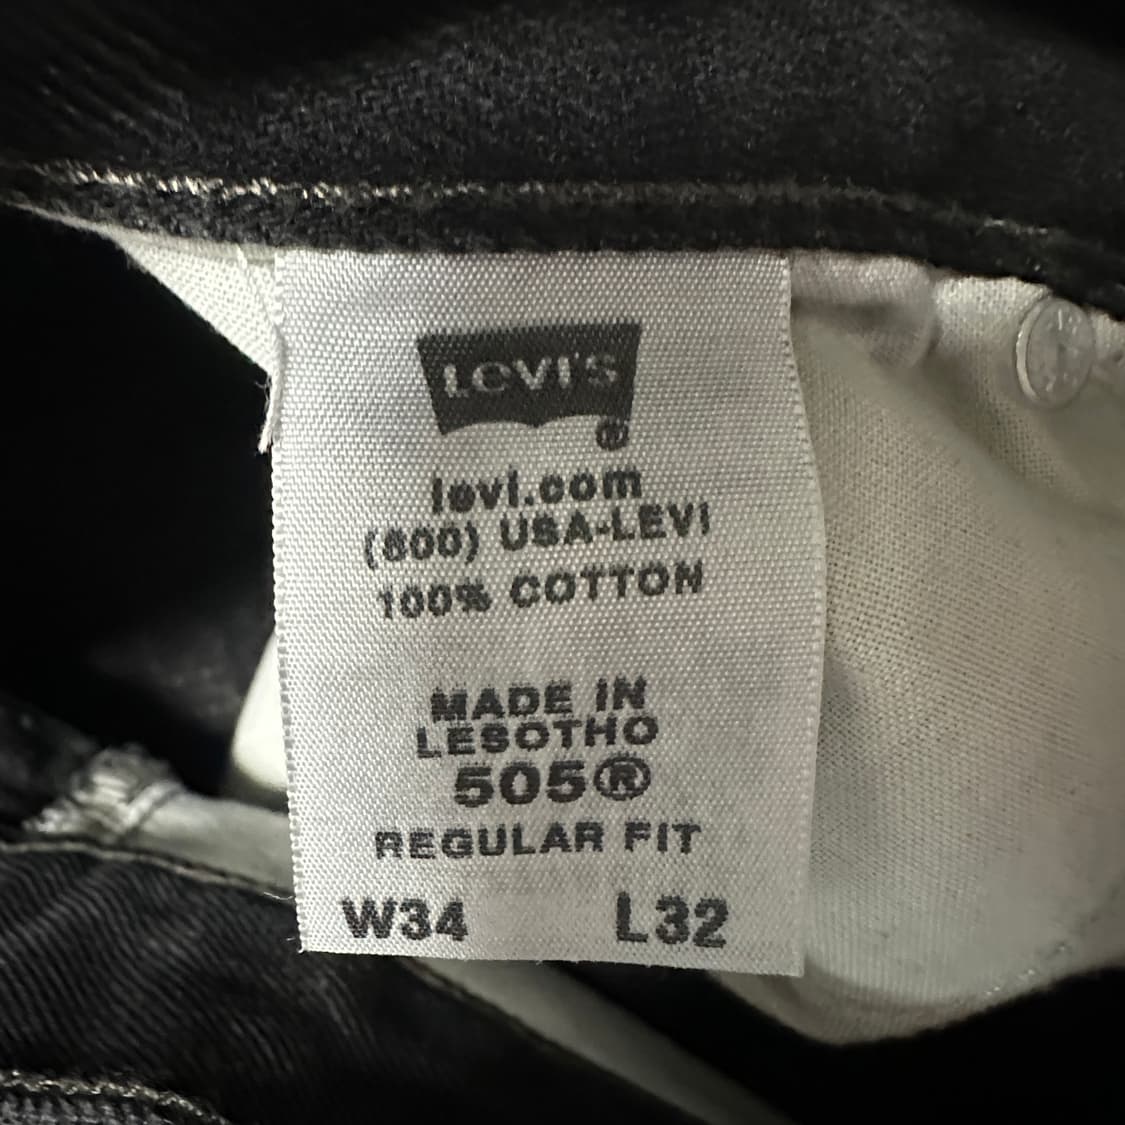 LEVI'S
®
levi.com
(800) USA-LEVI
100% COTTON
MADE IN
LESOTHO
505®
REGULAR FIT
W34 L32